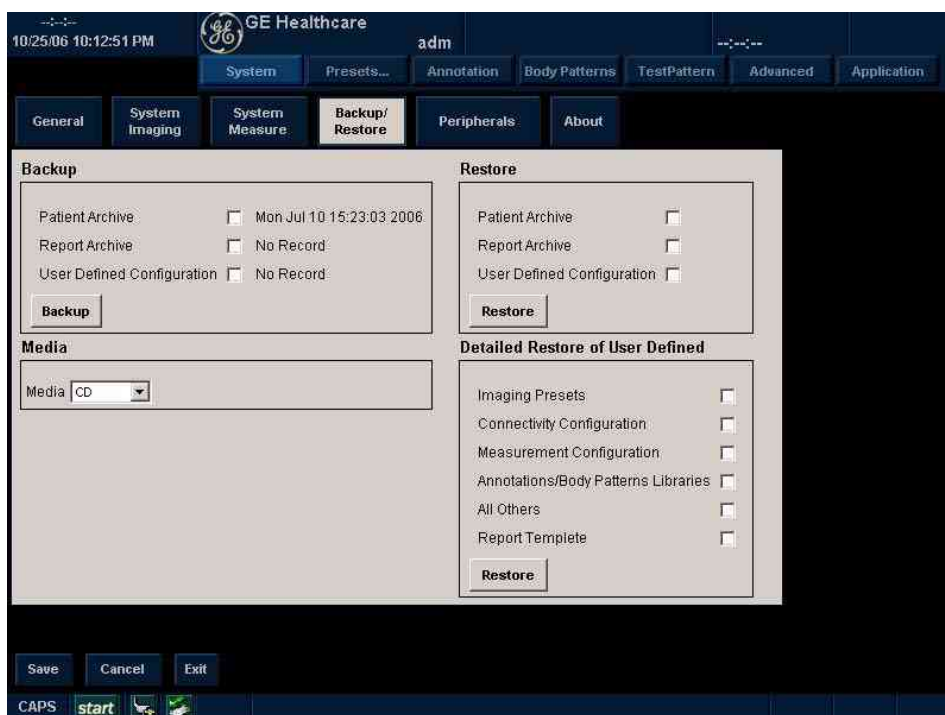 --:--:--
10/25/06 10:12:51 PM
GE Healthcare
adm
--:--:--
System Presets... Annotation Body Patterns TestPattern Advanced Application
General
System Imaging
System Measure
Backup/ Restore
Peripherals
About
Backup
Patient Archive Mon Jul 10 15:23:03 2006
Report Archive No Record
User Defined Configuration No Record
Backup
Media
Media CD
Restore
Patient Archive
Report Archive
User Defined Configuration
Restore
Detailed Restore of User Defined
Imaging Presets
Connectivity Configuration
Measurement Configuration
Annotations/Body Patterns Libraries
All Others
Report Templete
Restore
Save Cancel Exit
CAPS start